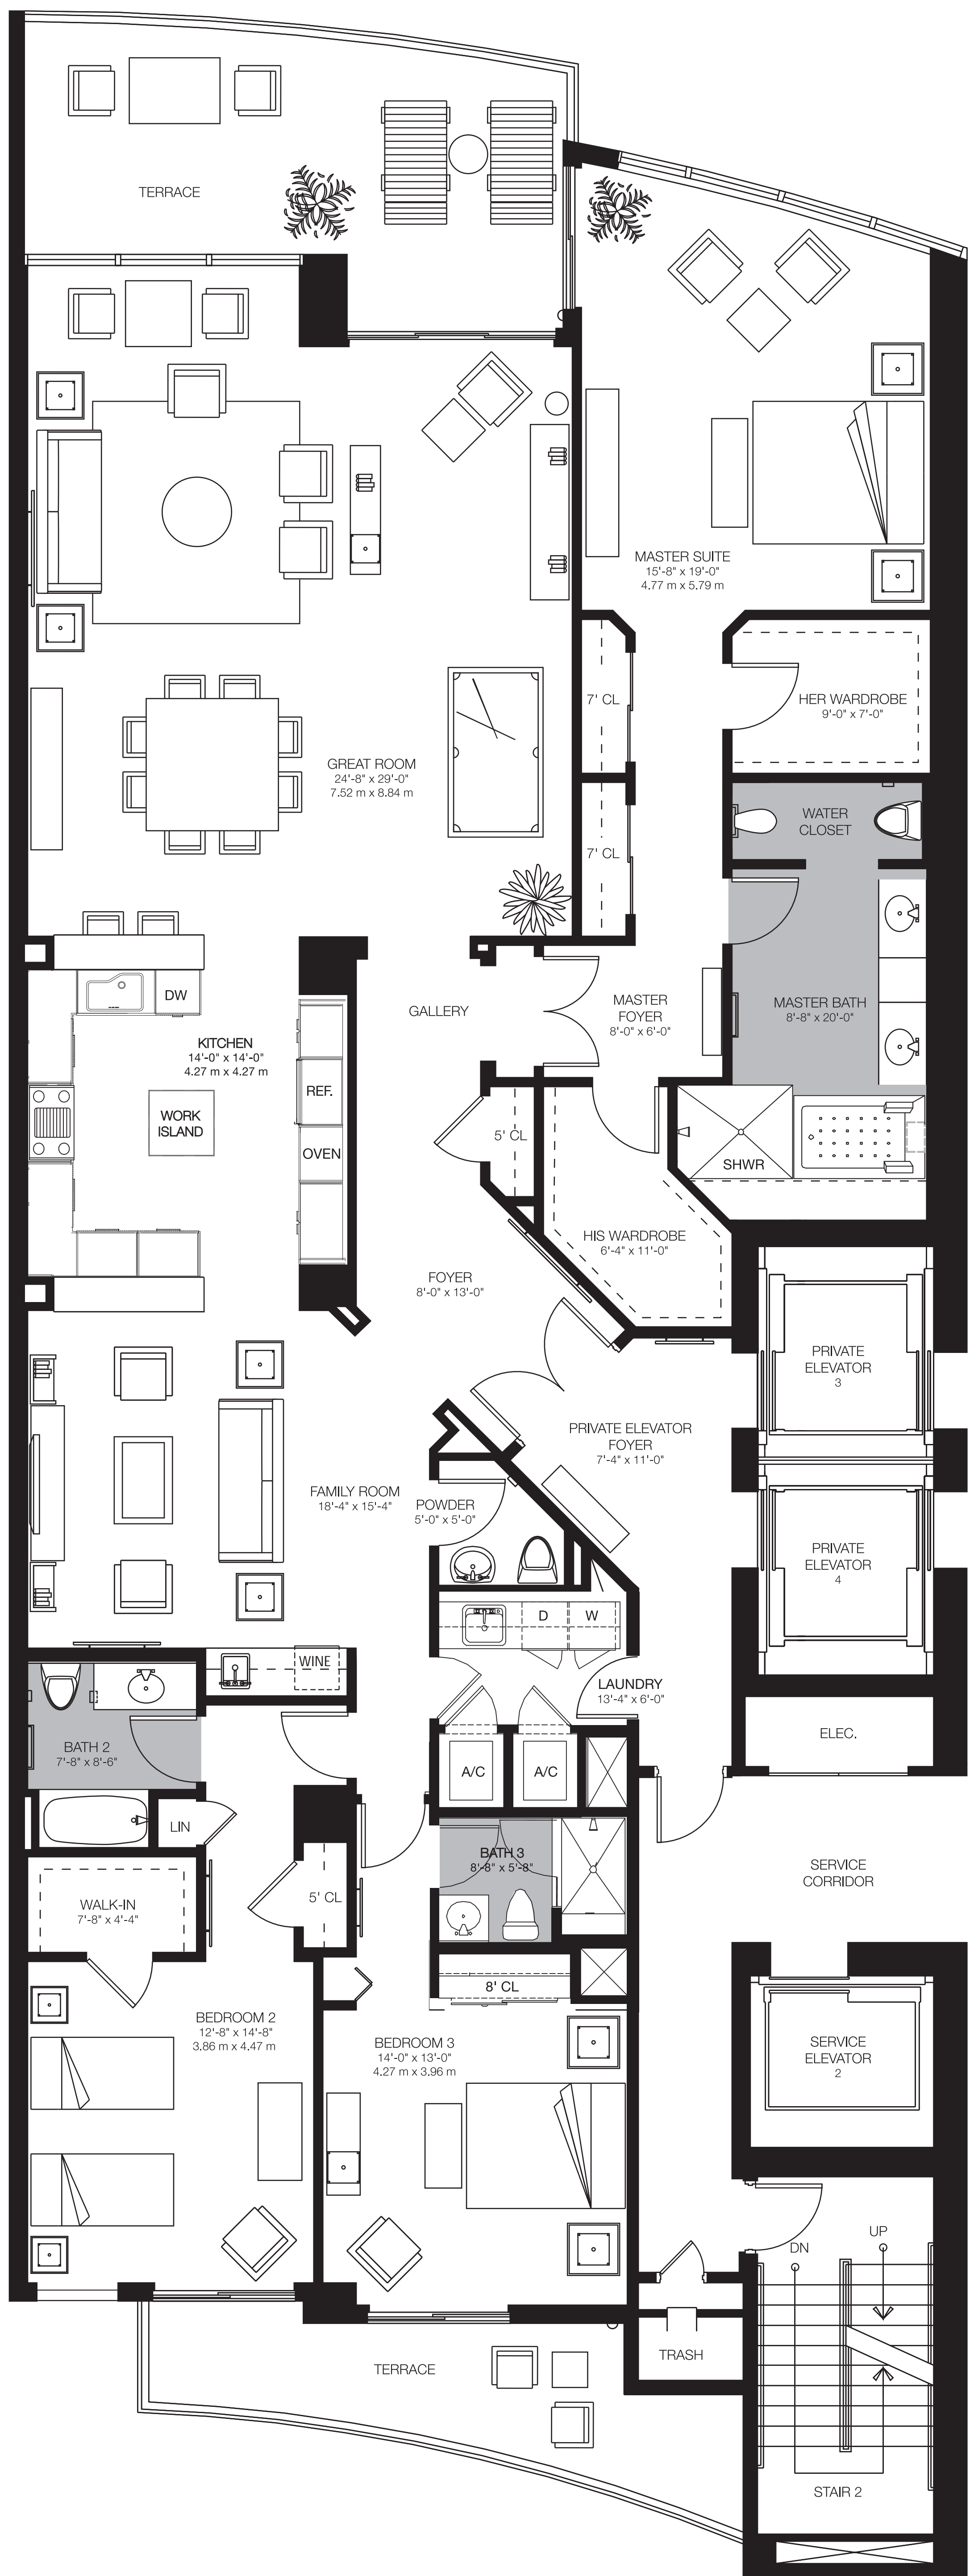 TERRACE
MASTER SUITE
15'-8" x 19'-0"
4.77 m x 5.79 m
7' CL
HER WARDROBE
9'-0" x 7'-0"
GREAT ROOM
24'-8" x 29'-0"
7.52 m x 8.84 m
WATER
CLOSET
7' CL
DW
GALLERY
MASTER
FOYER
8'-0" x 6'-0"
MASTER BATH
8'-8" x 20'-0"
KITCHEN
14'-0" x 14'-0"
4.27 m x 4.27 m
REF.
WORK
ISLAND
OVEN
5' CL
SHWR
HIS WARDROBE
6'-4" x 11'-0"
FOYER
8'-0" x 13'-0"
PRIVATE
ELEVATOR
3
PRIVATE ELEVATOR
FOYER
7'-4" x 11'-0"
FAMILY ROOM
18'-4" x 15'-4"
POWDER
5'-0" x 5'-0"
PRIVATE
ELEVATOR
4
D
W
WINE
LAUNDRY
13'-4" x 6'-0"
ELEC.
BATH 2
7'-8" x 8'-6"
A/C
A/C
LIN
BATH 3
8'-8" x 5'-8"
SERVICE
CORRIDOR
WALK-IN
7'-8" x 4'-4"
5' CL
8' CL
BEDROOM 2
12'-8" x 14'-8"
3.86 m x 4.47 m
BEDROOM 3
14'-0" x 13'-0"
4.27 m x 3.96 m
SERVICE
ELEVATOR
2
UP
DN
TRASH
TERRACE
STAIR 2